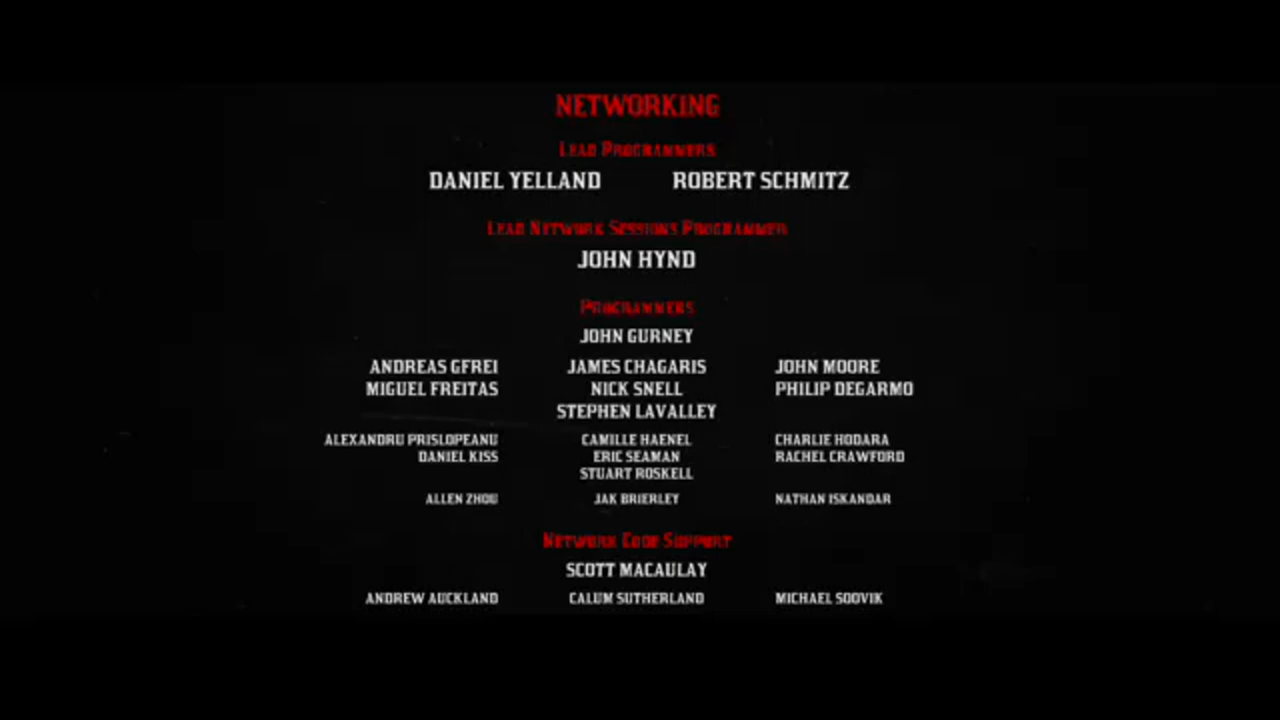 NETWORKING
LEAD PROGRAMMERS
DANIEL YELLAND ROBERT SCHMITZ
LEAD NETWORK SESSIONS PROGRAMMER
JOHN HYND
PROGRAMMERS
JOHN GURNEY
ANDREAS GFREI JAMES CHAGARIS JOHN MOORE
MIGUEL FREITAS NICK SNELL PHILIP DEGARMO
STEPHEN LAVALLEY
ALEXANDRU PRISLOPEANU CAMILLE HAENEL CHARLIE HODARA
DANIEL KISS ERIC SEAMAN RACHEL CRAWFORD
STUART ROSKELL
ALLEN ZHOU JAK BRIERLEY NATHAN ISKANDAR
NETWORK CODE SUPPORT
SCOTT MACAULAY
ANDREW AUCKLAND CALUM SUTHERLAND MICHAEL SODVIK